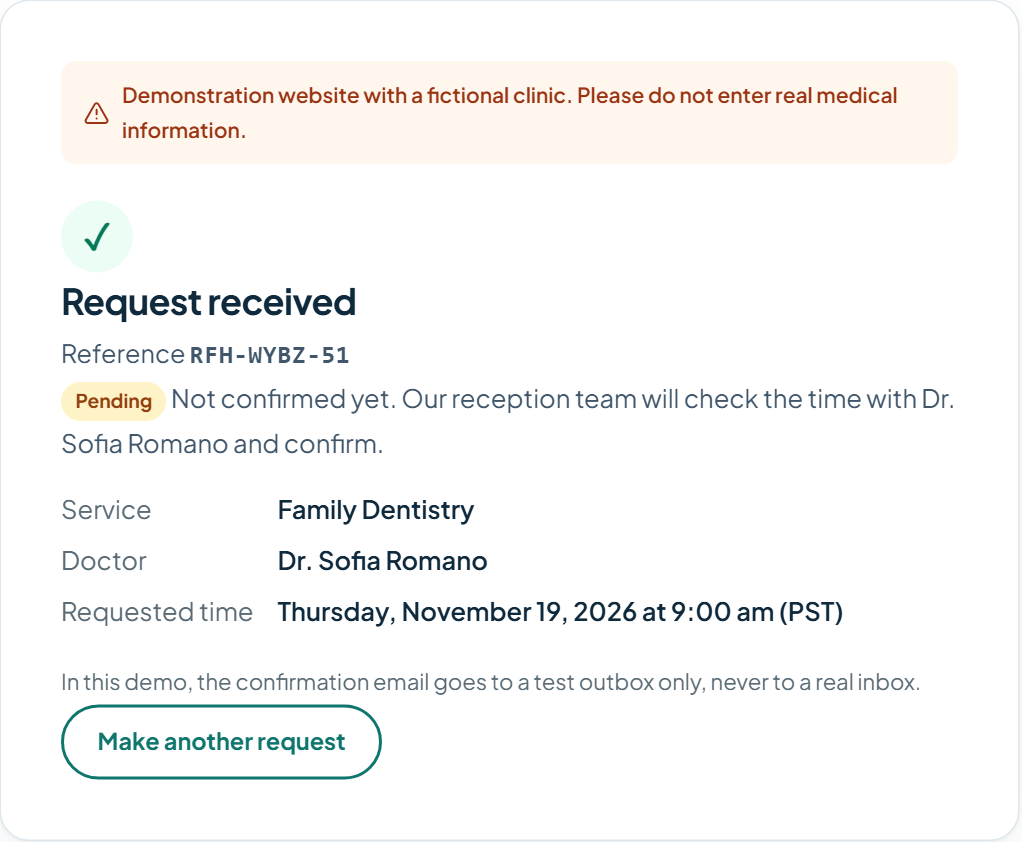 Demonstration website with a fictional clinic. Please do not enter real medical
information.
Request received
Reference RFH-WYBZ-51
Pending Not confirmed yet. Our reception team will check the time with Dr.
Sofia Romano and confirm.
Service Family Dentistry
Doctor Dr. Sofia Romano
Requested time Thursday, November 19, 2026 at 9:00 am (PST)
In this demo, the confirmation email goes to a test outbox only, never to a real inbox.
Make another request